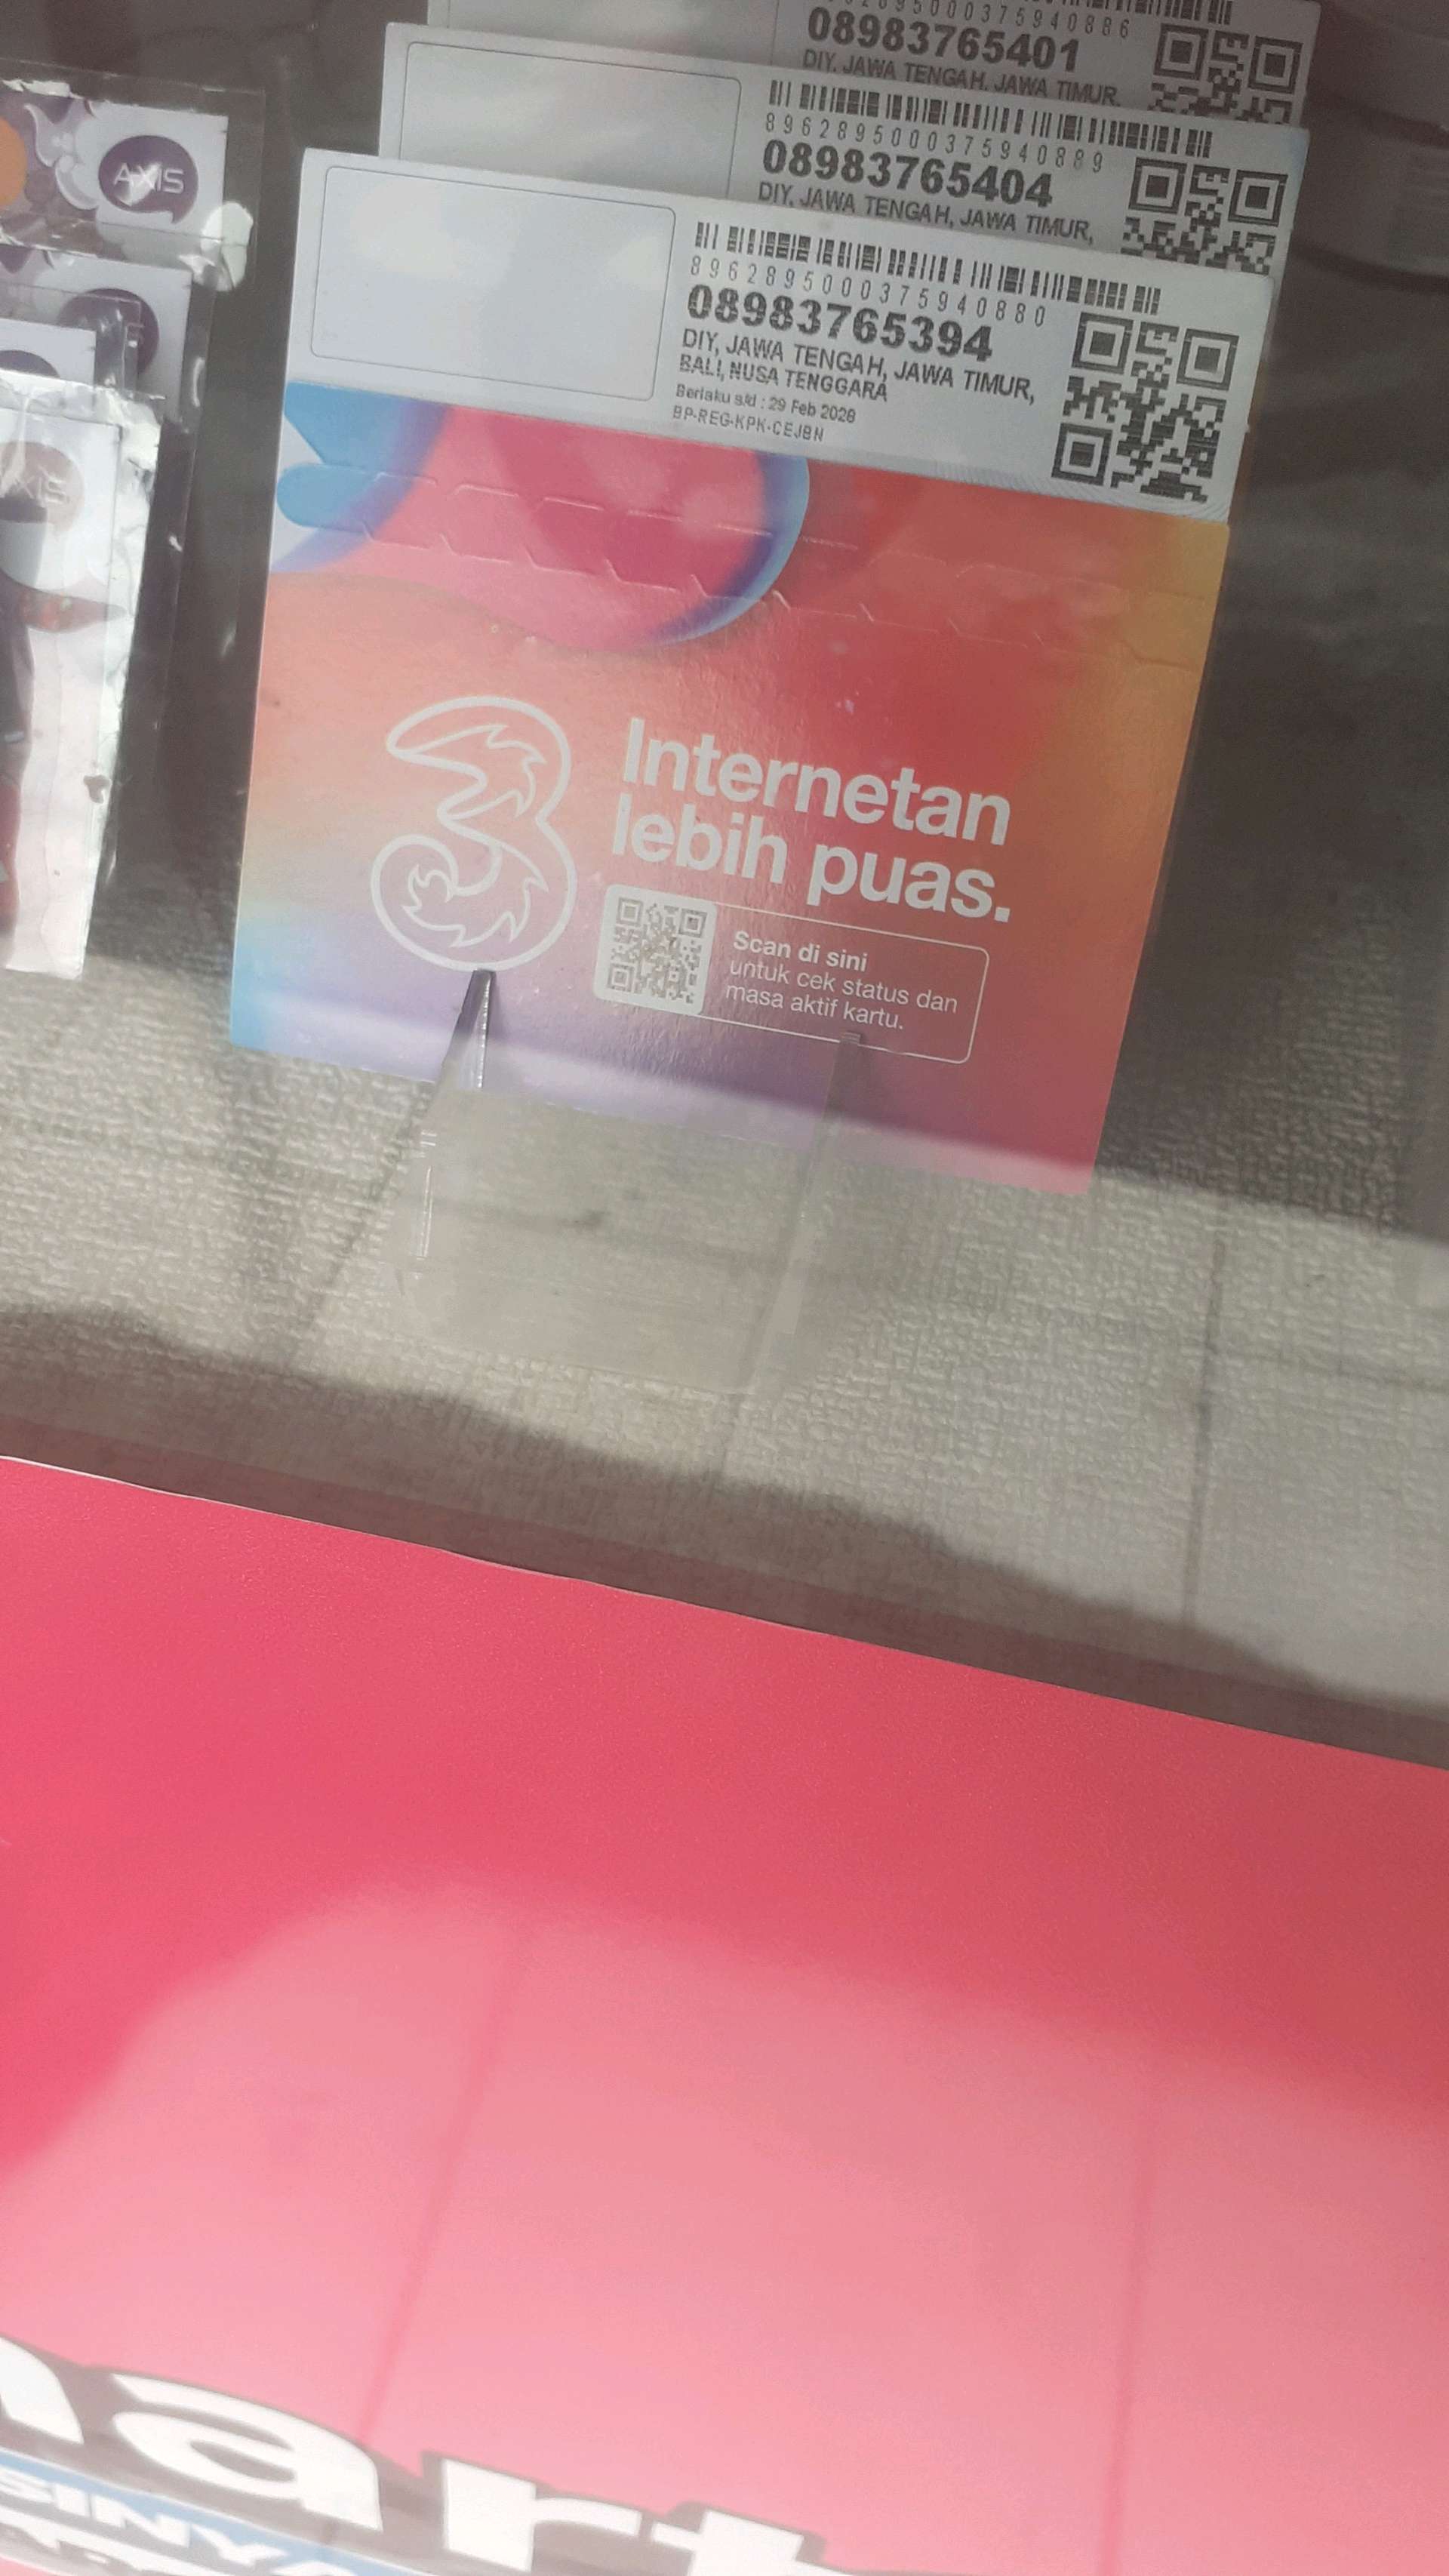 08983765401
DIY, JAWA TENGAH, JAWA TIMUR,
8962895000375940889
08983765404
DIY, JAWA TENGAH, JAWA TIMUR,
8962895000375940880
08983765394
DIY, JAWA TENGAH, JAWA TIMUR,
BALI, NUSA TENGGARA
Berlaku s/d : 29 Feb 2028
BP-REG-KPK-CEJBN
AXIS
3
Internetan
lebih puas.
Scan di sini
untuk cek status dan
masa aktif kartu.